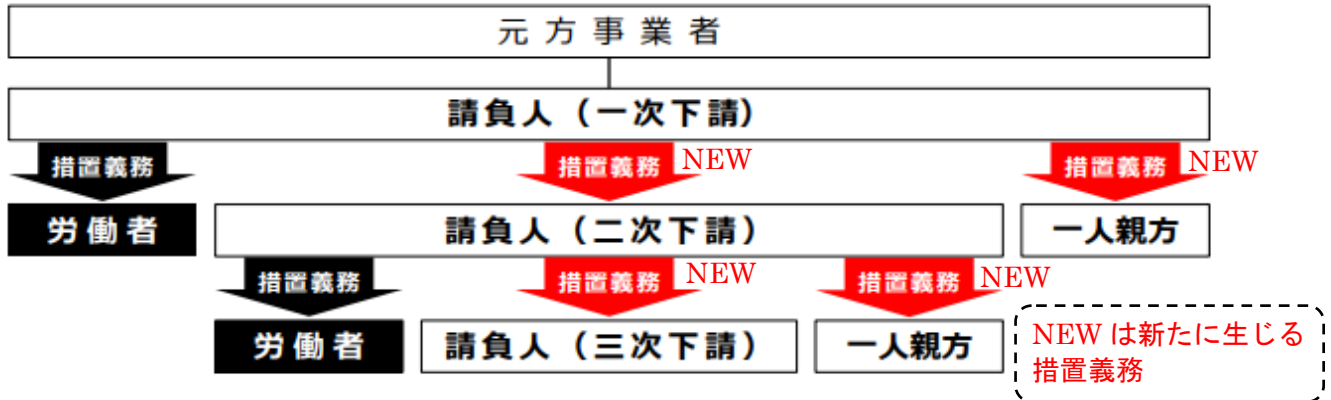 元方事業者
請負人（一次下請）
措置義務
措置義務 NEW
措置義務 NEW
労働者
請負人（二次下請）
一人親方
措置義務
措置義務 NEW
措置義務 NEW
労働者
請負人（三次下請）
一人親方
NEW は新たに生じる
措置義務